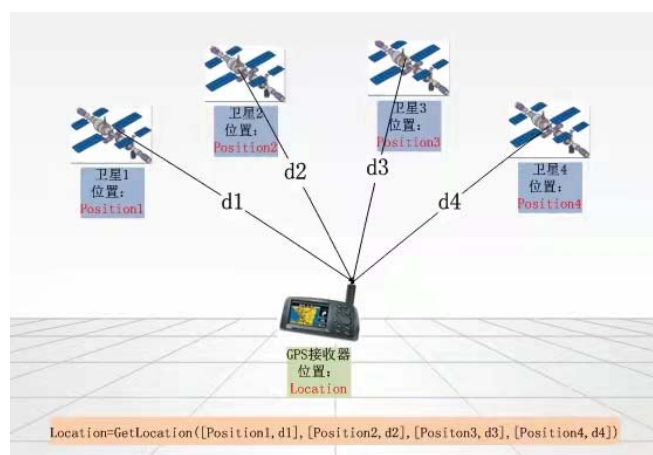 卫星1
位置：
Position1
卫星2
位置：
Position2
卫星3
位置：
Position3
卫星4
位置：
Position4
d1
d2
d3
d4
GPS接收器
位置：
Location
Location=GetLocation([Position1,d1],[Position2,d2],[Positon3,d3],[Position4,d4])